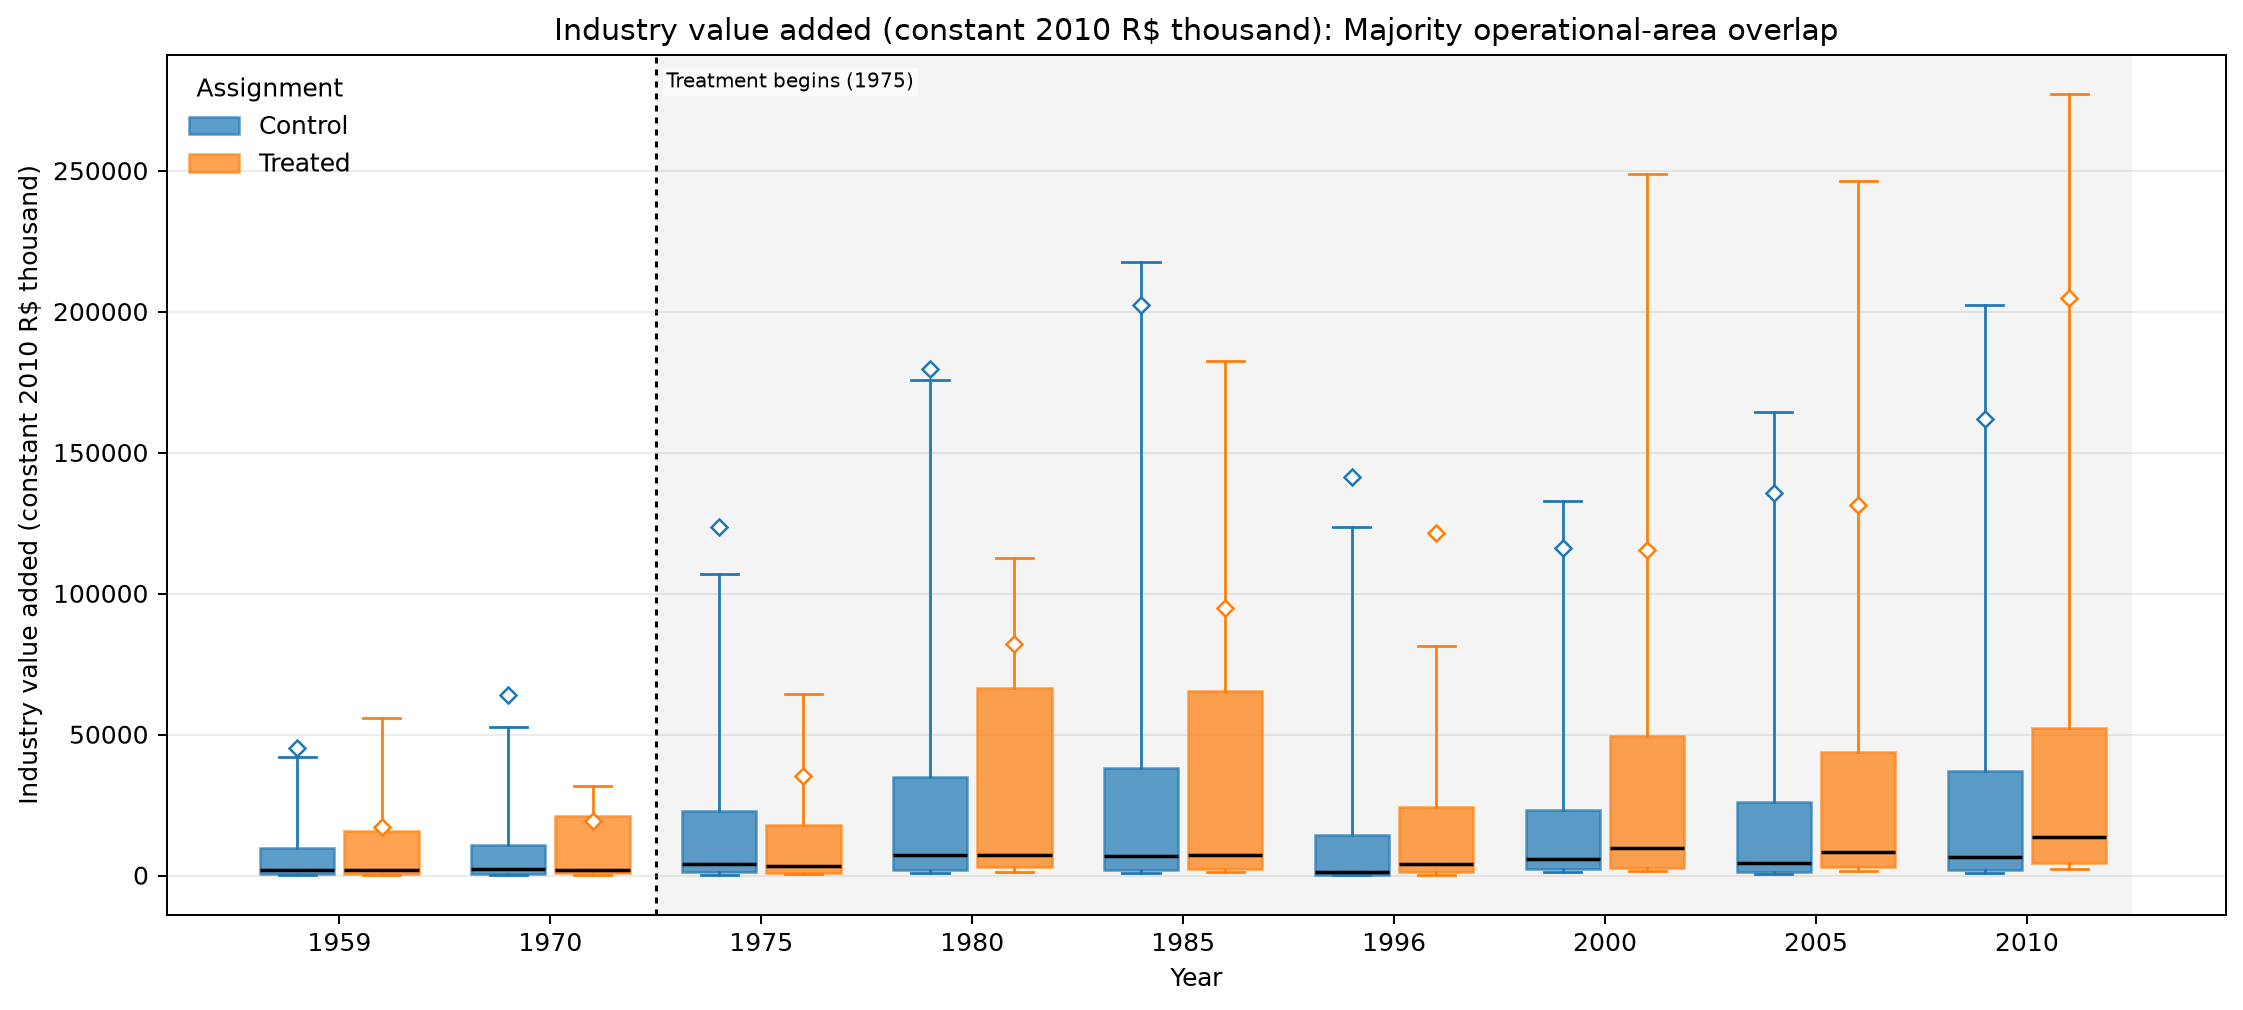 Industry value added (constant 2010 R$ thousand): Majority operational-area overlap
Assignment
Control
Treated
Treatment begins (1975)
Industry value added (constant 2010 R$ thousand)
250000
200000
150000
100000
50000
0
1959 1970 1975 1980 1985 1996 2000 2005 2010
Year